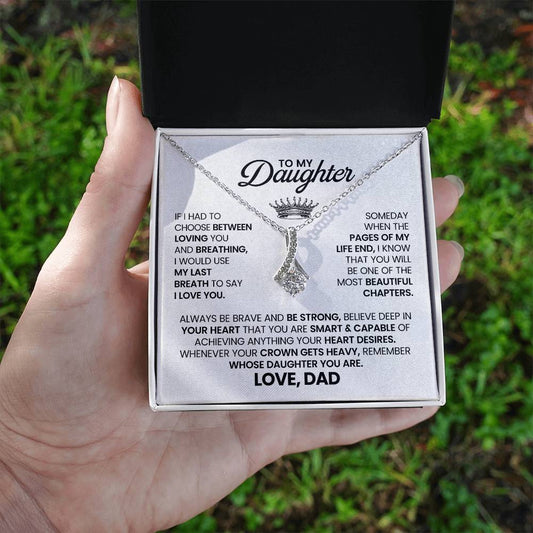 TO MY
Daughter
IF I HAD TO
CHOOSE BETWEEN
LOVING YOU
AND BREATHING,
I WOULD USE
MY LAST
BREATH TO SAY
I LOVE YOU.
SOMEDAY
WHEN THE
PAGES OF MY
LIFE END, I KNOW
THAT YOU WILL
BE ONE OF THE
MOST BEAUTIFUL
CHAPTERS.
ALWAYS BE BRAVE AND BE STRONG, BELIEVE DEEP IN
YOUR HEART THAT YOU ARE SMART & CAPABLE OF
ACHIEVING ANYTHING YOUR HEART DESIRES.
WHENEVER YOUR CROWN GETS HEAVY, REMEMBER
WHOSE DAUGHTER YOU ARE.
LOVE, DAD